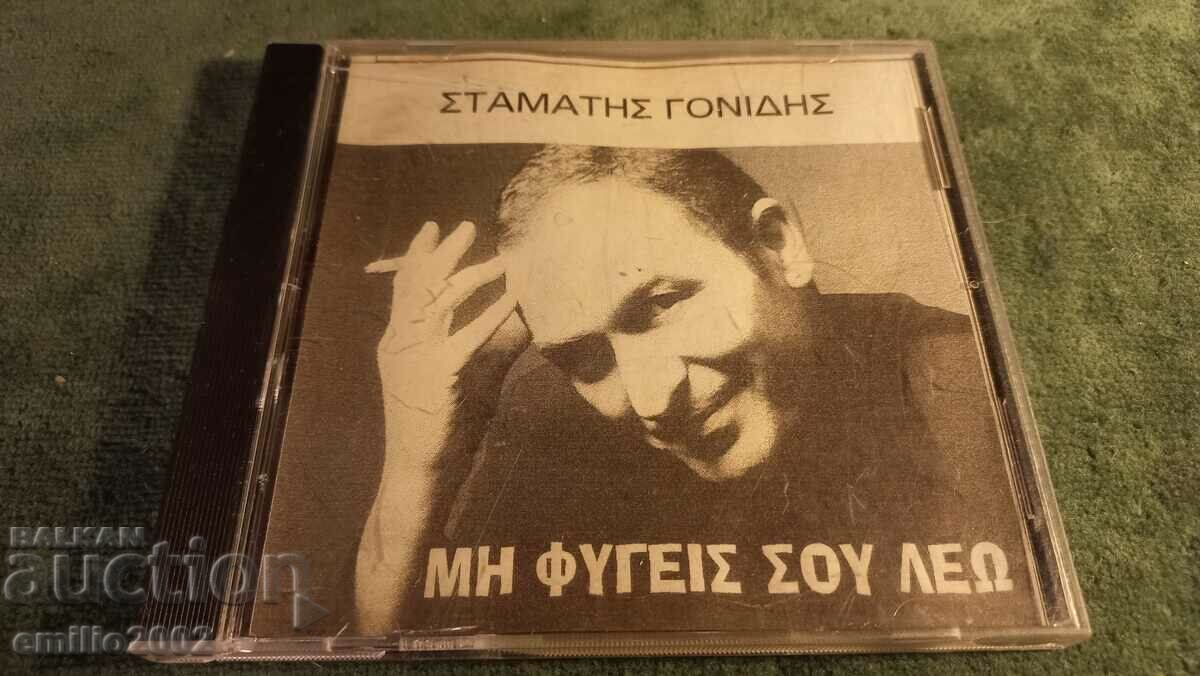 ΣΤΑΜΑΤΗΣ ΓΟΝΙΔΗΣ
ΜΗ ΦΥΓΕΙΣ ΣΟΥ ΛΕΩ
BALKAN
auction
emilio2002